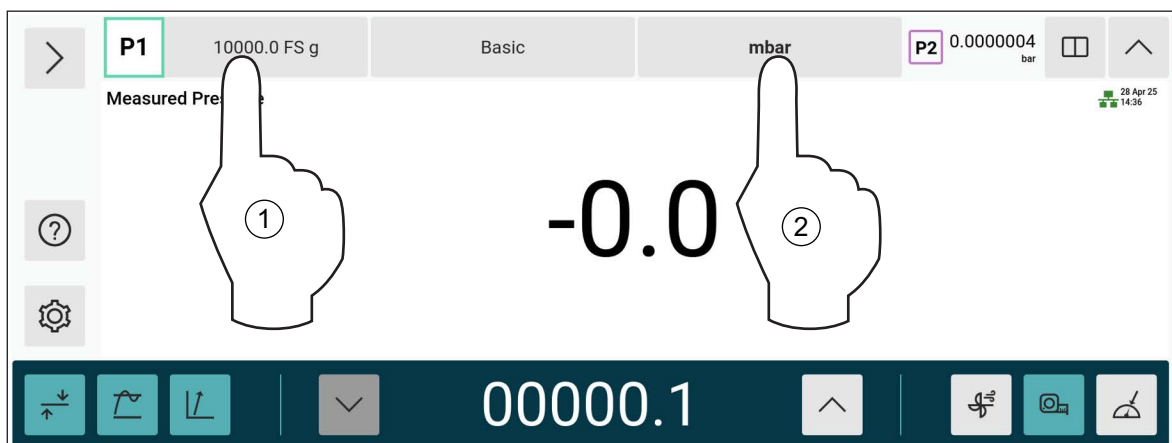 P1
10000.0 FS g
Basic
mbar
P2
0.0000004
bar
28 Apr 25
14:36
Measured Pre e
-0.0
1
2
00000.1